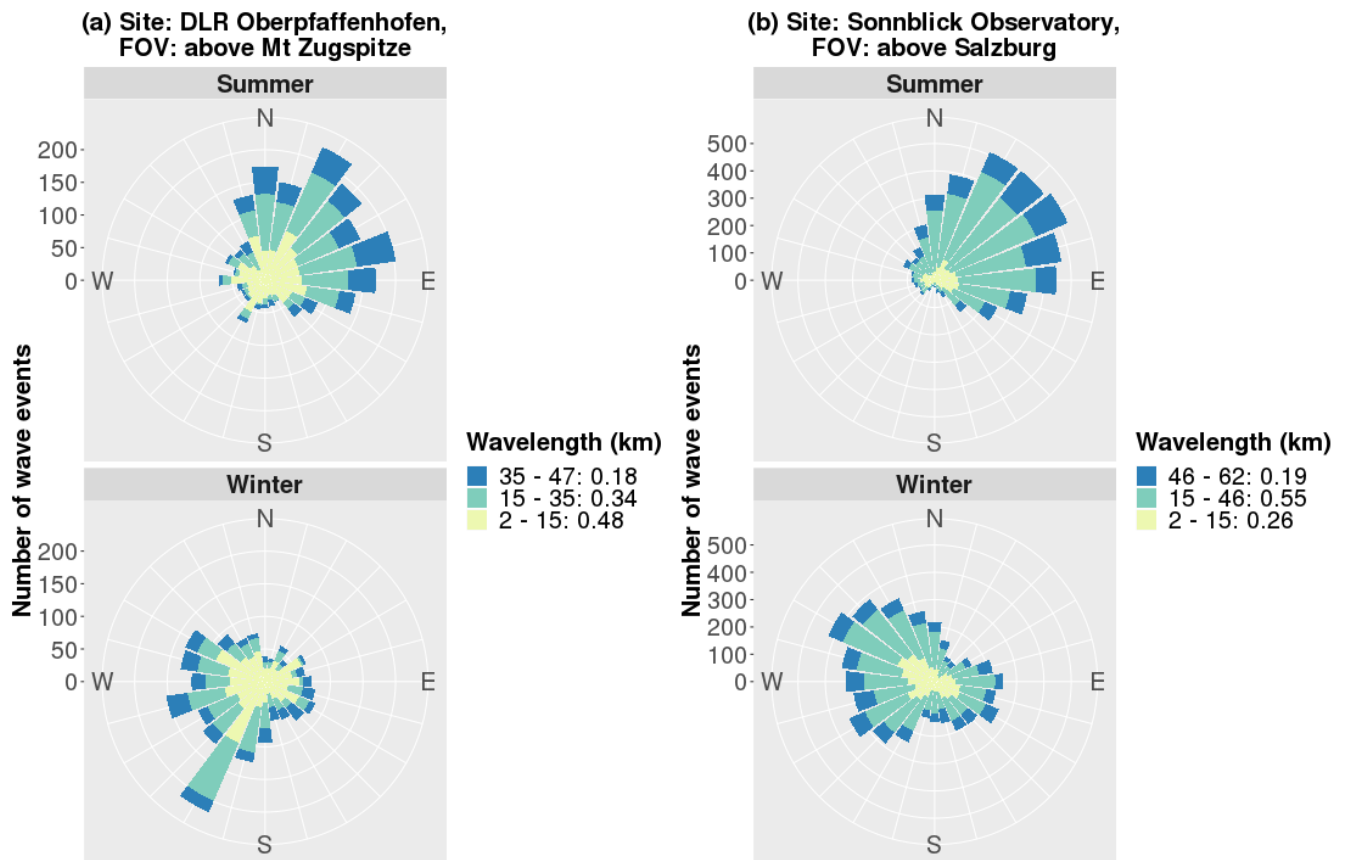 (a) Site: DLR Oberpfaffenhofen,
FOV: above Mt Zugspitze
Summer
N
200
150
100
50
0
W
E
S
Winter
N
200
150
100
50
0
W
E
S
Number of wave events
Wavelength (km)
35 - 47: 0.18
15 - 35: 0.34
2 - 15: 0.48
(b) Site: Sonnblick Observatory,
FOV: above Salzburg
Summer
N
500
400
300
200
100
0
W
E
S
Winter
N
500
400
300
200
100
0
W
E
S
Number of wave events
Wavelength (km)
46 - 62: 0.19
15 - 46: 0.55
2 - 15: 0.26